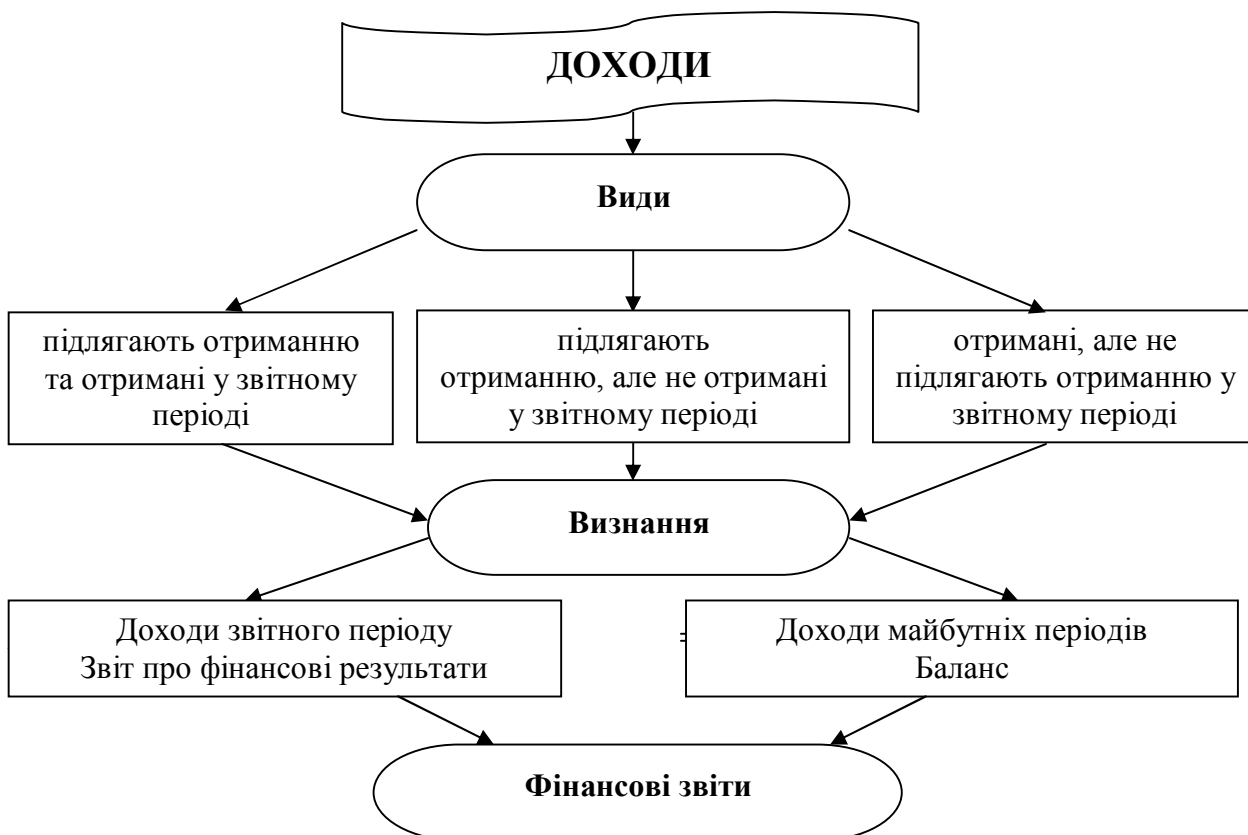 ДОХОДИ
Види
підлягають отриманню
та отримані у звітному
періоді
підлягають
отриманню, але не отримані
у звітному періоді
отримані, але не
підлягають отриманню у
звітному періоді
Визнання
Доходи звітного періоду
Звіт про фінансові результати
=
Доходи майбутніх періодів
Баланс
Фінансові звіти